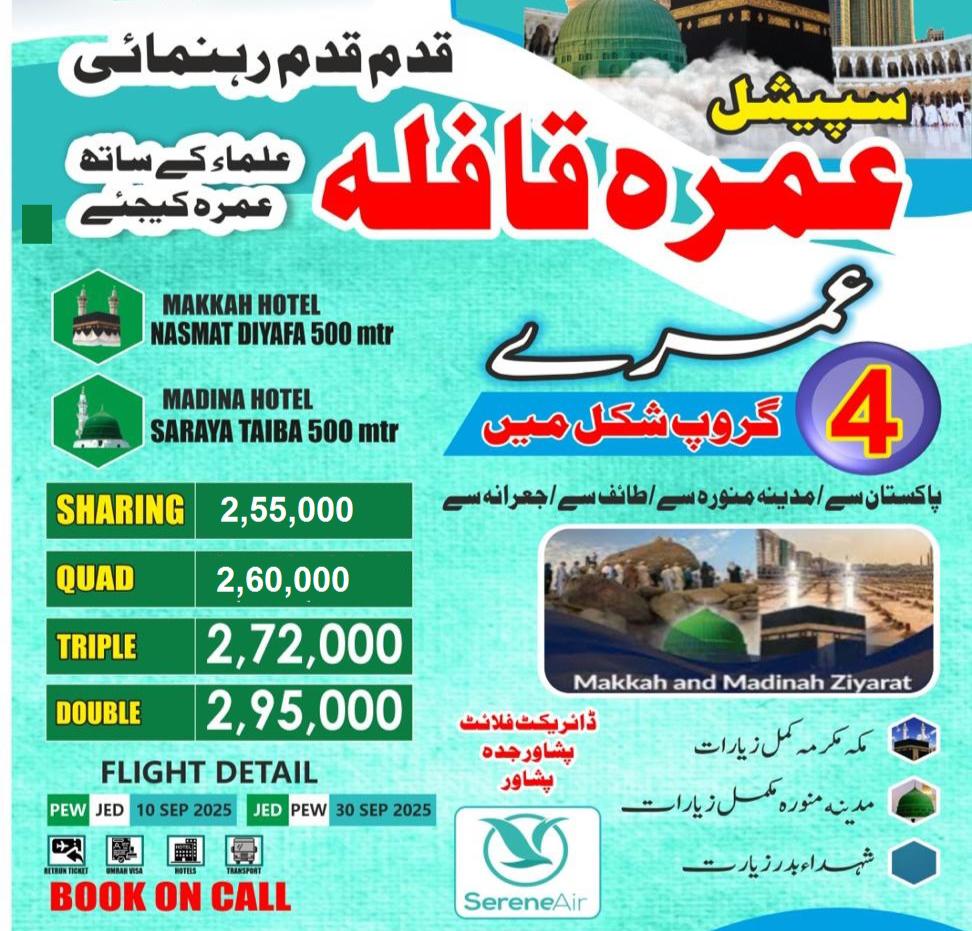 قدم قدم رہنمائی
سپیشل
عمرہ قافلہ
علماء کے ساتھ
عمرہ کیجئے
MAKKAH HOTEL
NASMAT DIYAFA 500 mtr
MADINA HOTEL
SARAYA TAIBA 500 mtr
عمرے
4
گروپ شکل میں
پاکستان سے/مدینہ منورہ سے/طائف سے/جعرانہ سے
SHARING 2,55,000
QUAD 2,60,000
TRIPLE 2,72,000
DOUBLE 2,95,000
Makkah and Madinah Ziyarat
FLIGHT DETAIL
PEW JED 10 SEP 2025 JED PEW 30 SEP 2025
RETRUN TICKET UMRAH VISA HOTELS TRANSPORT
BOOK ON CALL
ڈائریکٹ فلائٹ
پشاور جدہ
پشاور
SereneAir
مکہ مکرمہ مکمل زیارات
مدینہ منورہ مکمل زیارات
شہداء بدر زیارت